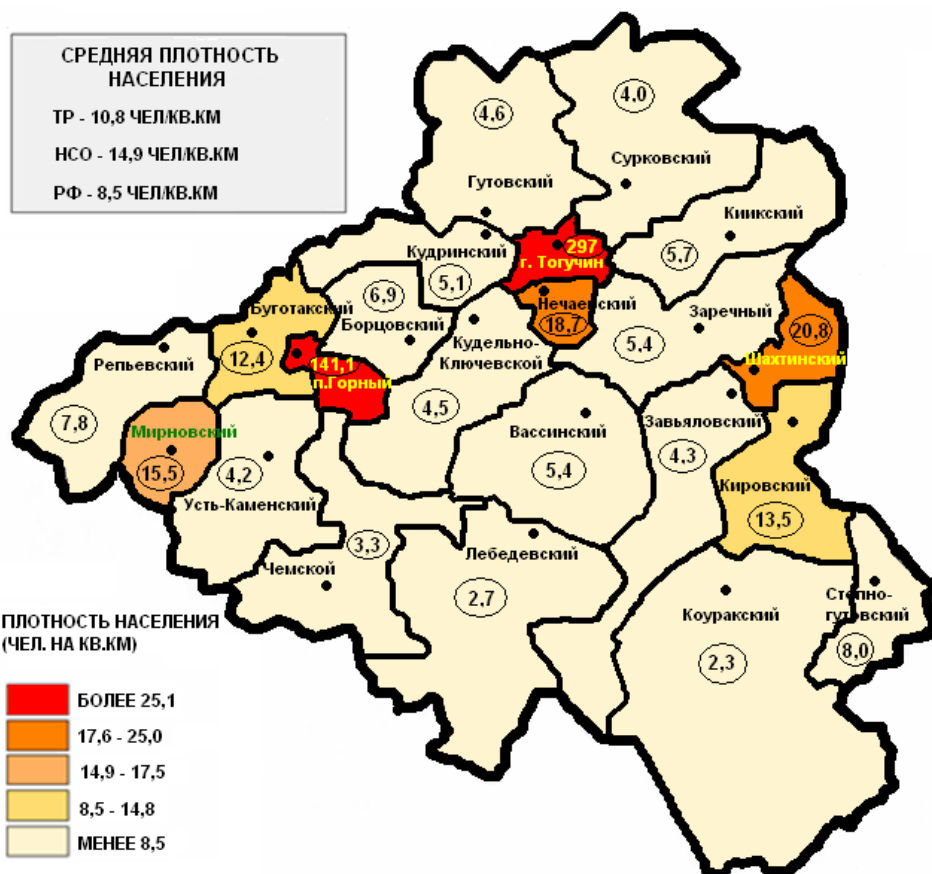 СРЕДНЯЯ ПЛОТНОСТЬ
НАСЕЛЕНИЯ
ТР - 10,8 ЧЕЛ/КВ.КМ
НСО - 14,9 ЧЕЛ/КВ.КМ
РФ - 8,5 ЧЕЛ/КВ.КМ
4,6
4,0
Гутовский
Сурковский
Киикский
5,7
Кудринский
5,1
297
г. Тогучин
Нечаевский
18,7
6,9
Борцовский
Буготакский
12,4
141,1
п.Горный
Кудельно-
Ключевской
4,5
Заречный
5,4
20,8
Шахтинский
Репьевский
7,8
Мирновский
15,5
4,2
Усть-Каменский
Вассинский
5,4
Завьяловский
4,3
Кировский
13,5
3,3
Чемской
Лебедевский
2,7
Коуракский
2,3
Степно-
гутовский
8,0
ПЛОТНОСТЬ НАСЕЛЕНИЯ
(ЧЕЛ. НА КВ.КМ)
БОЛЕЕ 25,1
17,6 - 25,0
14,9 - 17,5
8,5 - 14,8
МЕНЕЕ 8,5